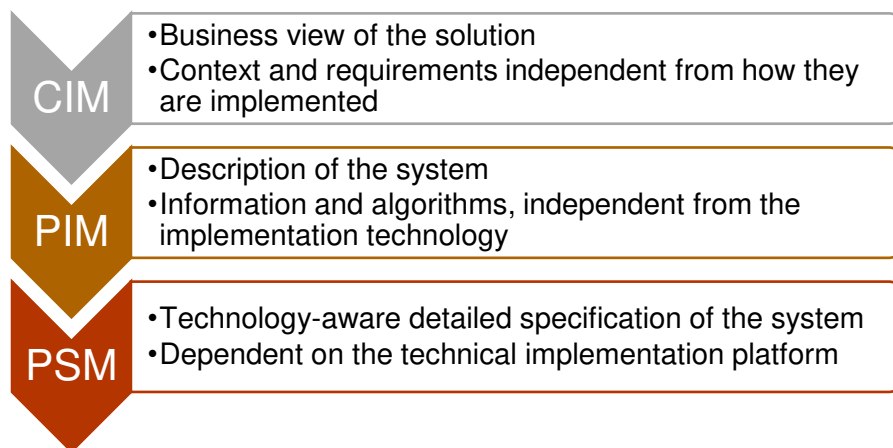 CIM
•Business view of the solution
•Context and requirements independent from how they
are implemented
PIM
•Description of the system
•Information and algorithms, independent from the
implementation technology
PSM
•Technology-aware detailed specification of the system
•Dependent on the technical implementation platform